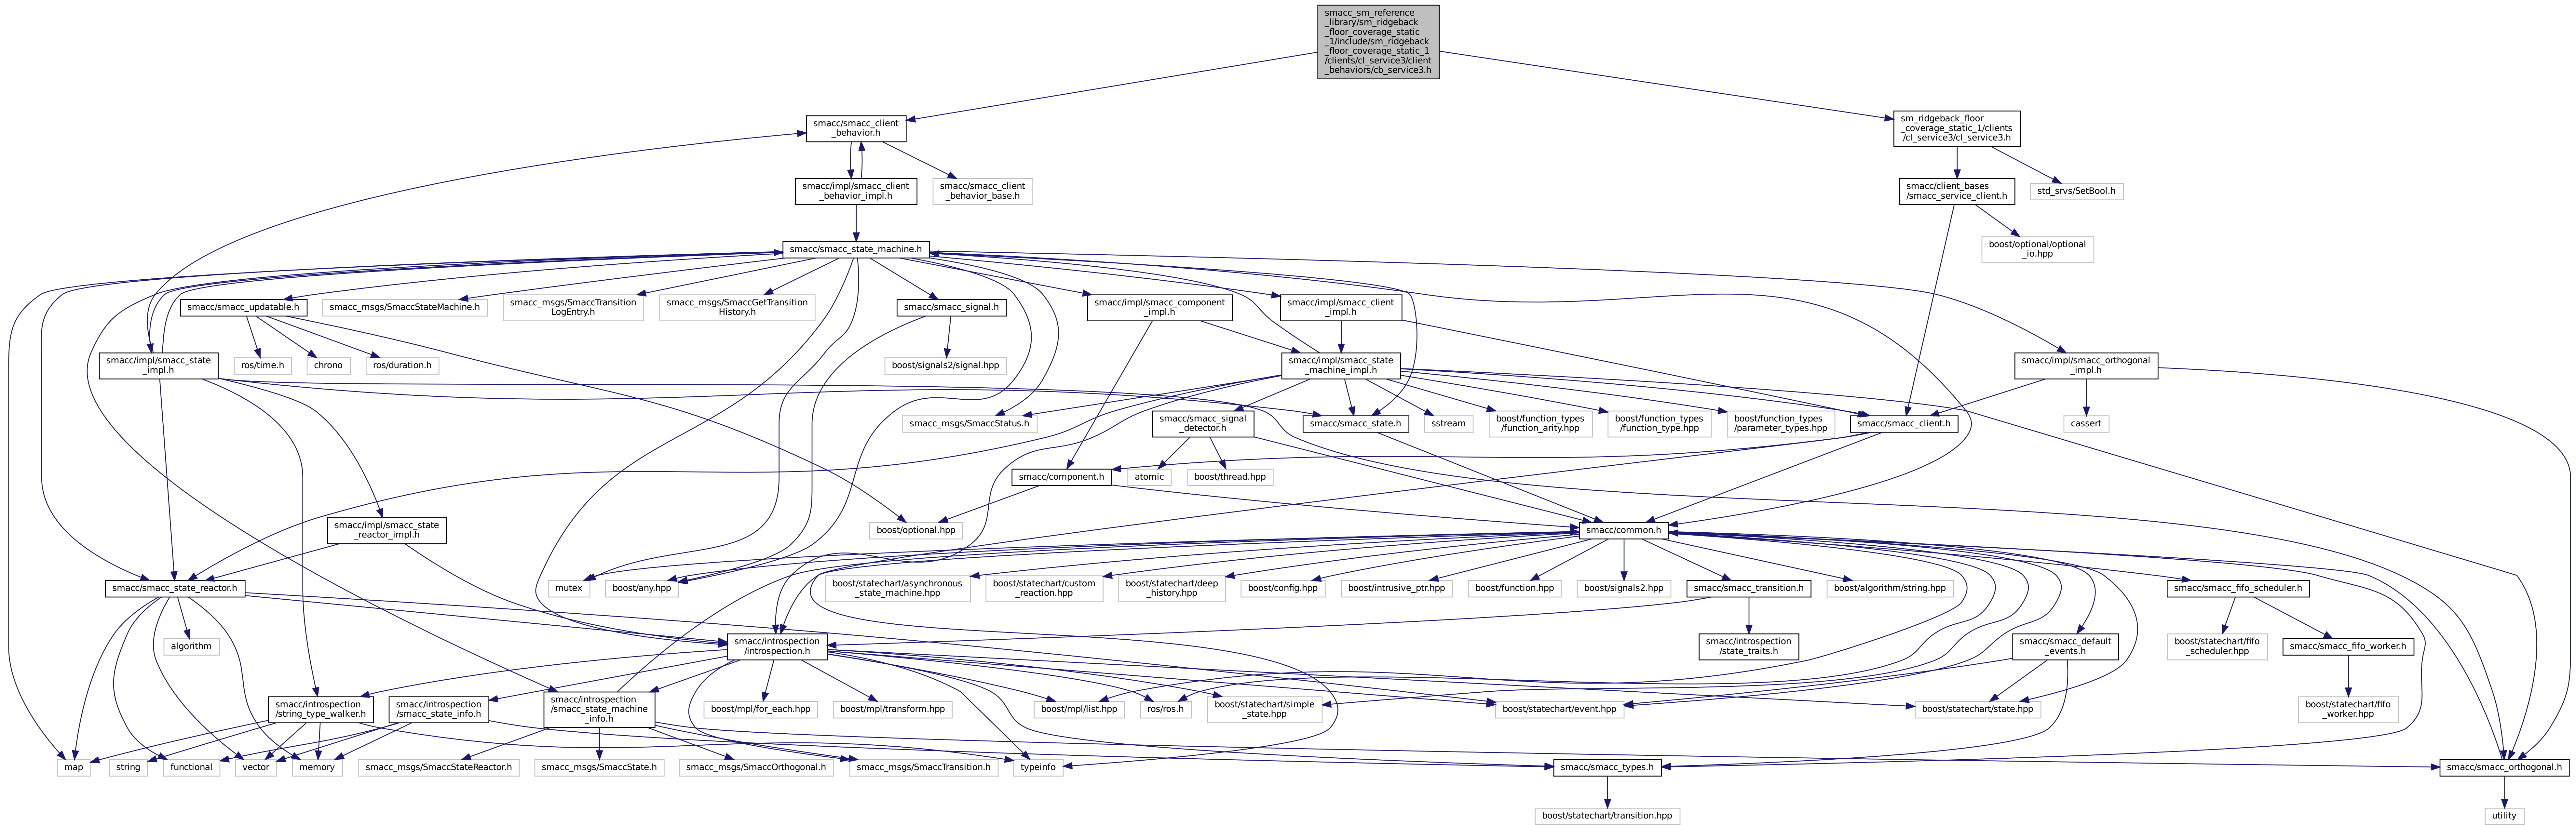 smacc_sm_reference
_library/sm_ridgeback
_floor_coverage_static
_1/include/sm_ridgeback
_floor_coverage_static_1
/clients/cl_service3/client
_behaviors/cb_service3.h
smacc/smacc_client
_behavior.h
sm_ridgeback_floor
_coverage_static_1/clients
/cl_service3/cl_service3.h
smacc/impl/smacc_client
_behavior_impl.h
smacc/smacc_client
_behavior_base.h
smacc/client_bases
/smacc_service_client.h
std_srvs/SetBool.h
smacc/smacc_state_machine.h
boost/optional/optional
_io.hpp
smacc/smacc_updatable.h
smacc_msgs/SmaccStateMachine.h
smacc_msgs/SmaccTransition
LogEntry.h
smacc_msgs/SmaccGetTransition
History.h
smacc/smacc_signal.h
smacc/impl/smacc_component
_impl.h
smacc/impl/smacc_client
_impl.h
smacc/impl/smacc_state
_impl.h
ros/time.h
chrono
ros/duration.h
boost/signals2/signal.hpp
smacc/impl/smacc_state
_machine_impl.h
smacc/impl/smacc_orthogonal
_impl.h
smacc_msgs/SmaccStatus.h
smacc/smacc_signal
_detector.h
smacc/smacc_state.h
sstream
boost/function_types
/function_arity.hpp
boost/function_types
/function_type.hpp
boost/function_types
/parameter_types.hpp
smacc/smacc_client.h
cassert
smacc/component.h
atomic
boost/thread.hpp
smacc/impl/smacc_state
_reactor_impl.h
boost/optional.hpp
smacc/common.h
smacc/smacc_state_reactor.h
mutex
boost/any.hpp
boost/statechart/asynchronous
_state_machine.hpp
boost/statechart/custom
_reaction.hpp
boost/statechart/deep
_history.hpp
boost/config.hpp
boost/intrusive_ptr.hpp
boost/function.hpp
boost/signals2.hpp
smacc/smacc_transition.h
boost/algorithm/string.hpp
smacc/smacc_fifo_scheduler.h
algorithm
smacc/introspection
/introspection.h
smacc/introspection
/state_traits.h
smacc/smacc_default
_events.h
boost/statechart/fifo
_scheduler.hpp
smacc/smacc_fifo_worker.h
smacc/introspection
/string_type_walker.h
smacc/introspection
/smacc_state_info.h
smacc/introspection
/smacc_state_machine
_info.h
boost/mpl/for_each.hpp
boost/mpl/transform.hpp
boost/mpl/list.hpp
ros/ros.h
boost/statechart/simple
_state.hpp
boost/statechart/event.hpp
boost/statechart/state.hpp
boost/statechart/fifo
_worker.hpp
map
string
functional
vector
memory
smacc_msgs/SmaccStateReactor.h
smacc_msgs/SmaccState.h
smacc_msgs/SmaccOrthogonal.h
smacc_msgs/SmaccTransition.h
typeinfo
smacc/smacc_types.h
smacc/smacc_orthogonal.h
boost/statechart/transition.hpp
utility